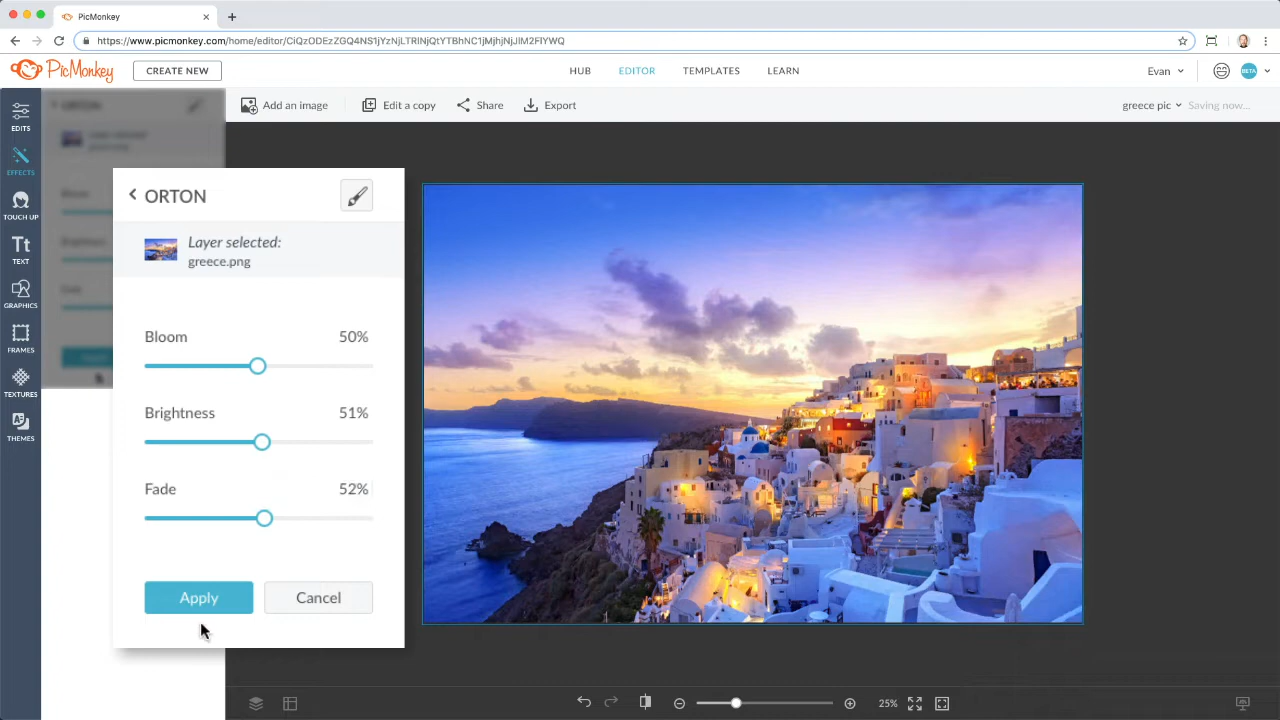 PicMonkey
https://www.picmonkey.com/home/editor/CiQzODEzZGQ4NS1jYzNjLTRlNjQtYTBhNC1jMjhjNjJlM2FlYWQ
PicMonkey
CREATE NEW
HUB
EDITOR
TEMPLATES
LEARN
Evan
BETA
Add an image
Edit a copy
Share
Export
greece pic
Saving now...
EDITS
EFFECTS
TOUCH UP
Tt
TEXT
GRAPHICS
FRAMES
TEXTURES
THEMES
ORTON
Layer selected:
greece.png
Bloom 50%
Brightness 51%
Fade 52%
Apply
Cancel
25%